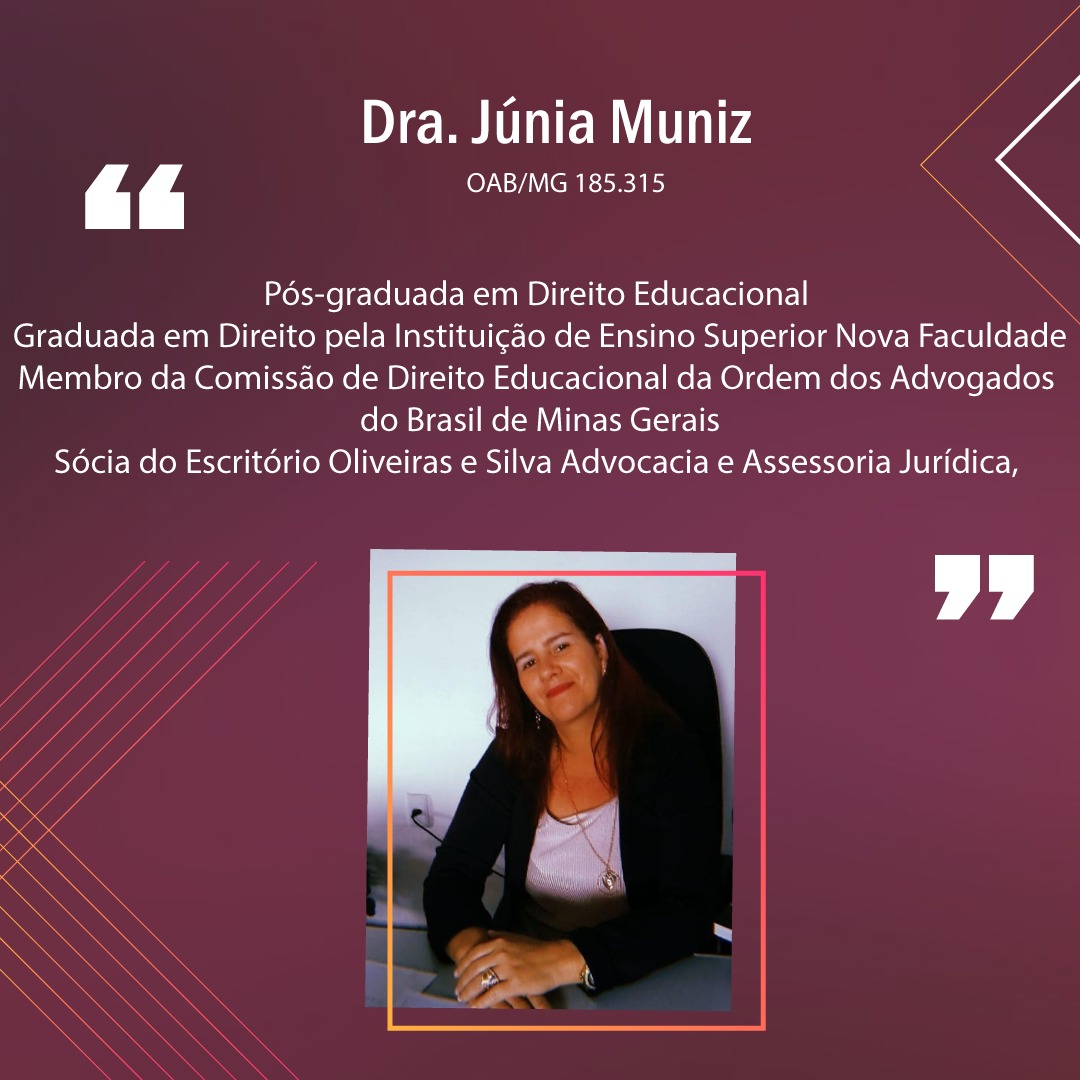 Dra. Júnia Muniz
OAB/MG 185.315
“
Pós-graduada em Direito Educacional
Graduada em Direito pela Instituição de Ensino Superior Nova Faculdade
Membro da Comissão de Direito Educacional da Ordem dos Advogados
do Brasil de Minas Gerais
Sócia do Escritório Oliveiras e Silva Advocacia e Assessoria Jurídica,
”